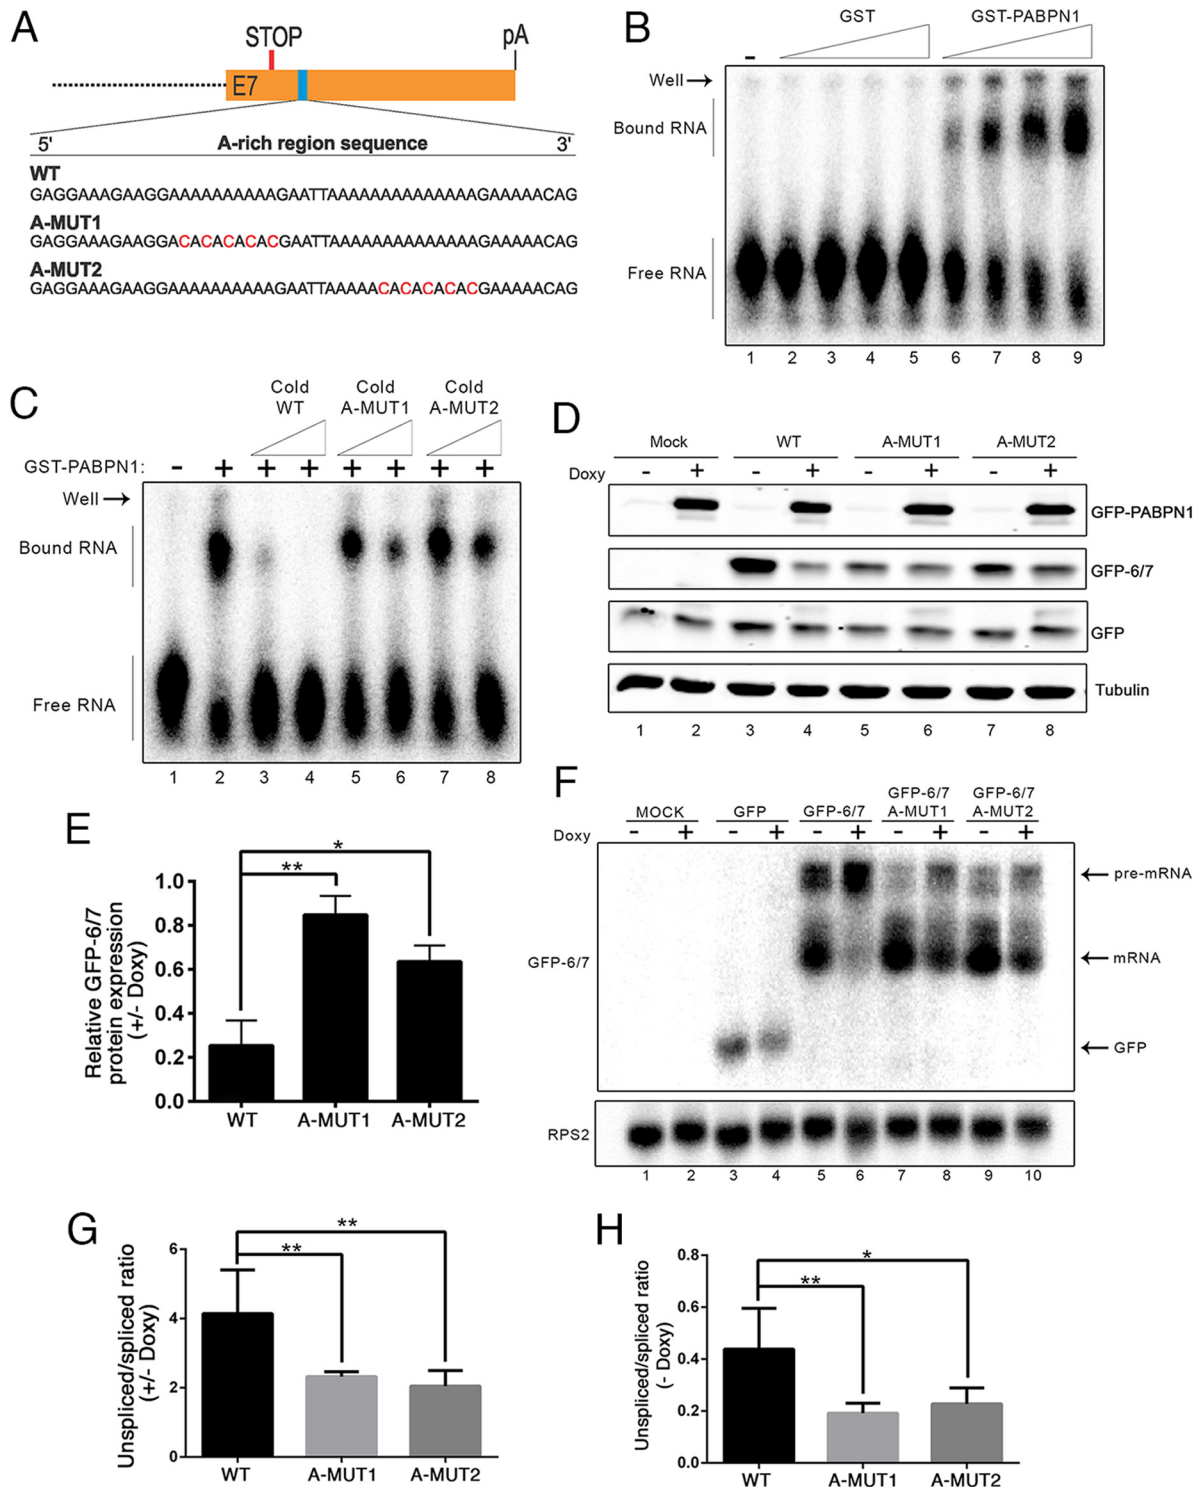 A
STOP
pA
E7
5'
A-rich region sequence
3'
WT
GAGGAAAGAAGGAAAAAAAAAAGAATTAAAAAAAAAAAAAAGAAAAACAG
A-MUT1
GAGGAAAGAAGGACACACACACGAATTAAAAAAAAAAAAAAGAAAAACAG
A-MUT2
GAGGAAAGAAGGAAAAAAAAAAGAATTAAAAACACACACACGAAAAACAG
B
GST
GST-PABPN1
-
Well
Bound RNA
Free RNA
1 2 3 4 5 6 7 8 9
C
Cold WT
Cold A-MUT1
Cold A-MUT2
GST-PABPN1: - + + + + + + +
Well
Bound RNA
Free RNA
1 2 3 4 5 6 7 8
D
Mock WT A-MUT1 A-MUT2
Doxy - + - + - + - +
GFP-PABPN1
GFP-6/7
GFP
Tubulin
1 2 3 4 5 6 7 8
E
Relative GFP-6/7
protein expression
(+/- Doxy)
1.0
0.8
0.6
0.4
0.2
0.0
*
**
WT A-MUT1 A-MUT2
F
MOCK GFP GFP-6/7
GFP-6/7 A-MUT1
GFP-6/7 A-MUT2
Doxy - + - + - + - + - +
GFP-6/7
pre-mRNA
mRNA
GFP
RPS2
1 2 3 4 5 6 7 8 9 10
G
Unspliced/spliced ratio
(+/- Doxy)
6
4
2
0
**
**
WT A-MUT1 A-MUT2
H
Unspliced/spliced ratio
(- Doxy)
0.8
0.6
0.4
0.2
0.0
*
**
WT A-MUT1 A-MUT2